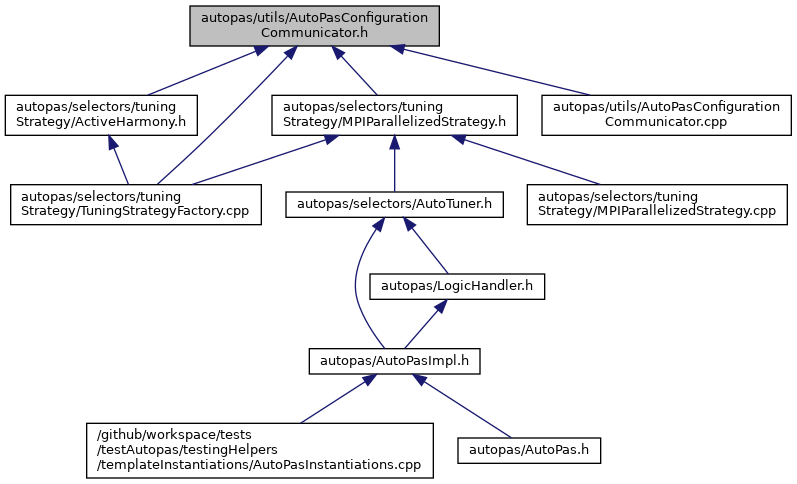 autopas/utils/AutoPasConfiguration
Communicator.h
autopas/selectors/tuning
Strategy/ActiveHarmony.h
autopas/selectors/tuning
Strategy/MPIParallelizedStrategy.h
autopas/utils/AutoPasConfiguration
Communicator.cpp
autopas/selectors/tuning
Strategy/TuningStrategyFactory.cpp
autopas/selectors/AutoTuner.h
autopas/selectors/tuning
Strategy/MPIParallelizedStrategy.cpp
autopas/LogicHandler.h
autopas/AutoPasImpl.h
/github/workspace/tests
/testAutopas/testingHelpers
/templateInstantiations/AutoPasInstantiations.cpp
autopas/AutoPas.h